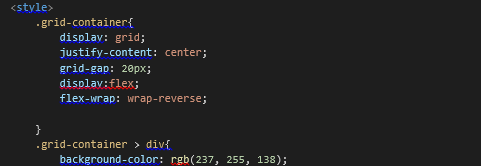 <style>
.grid-container{
display: grid;
justify-content: center;
grid-gap: 20px;
display:flex;
flex-wrap: wrap-reverse;
}
.grid-container > div{
background-color: rgb(237, 255, 138);